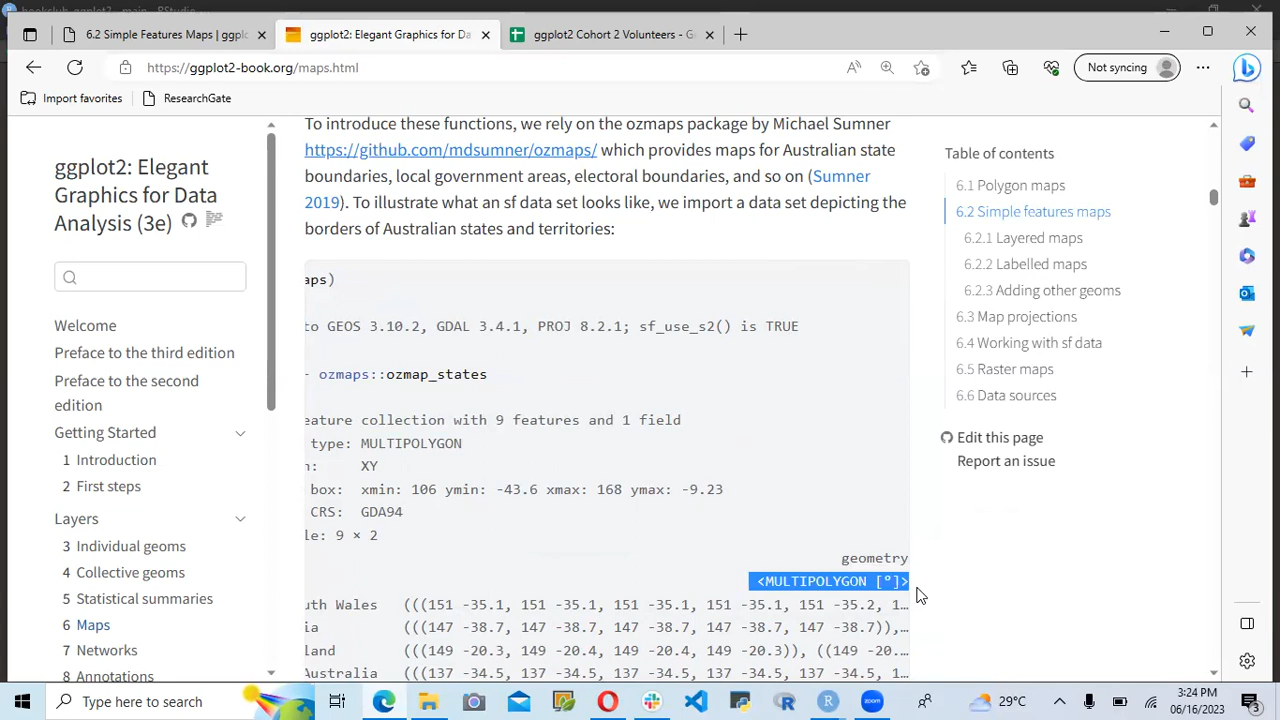 6.2 Simple Features Maps | ggplo
ggplot2: Elegant Graphics for Da
ggplot2 Cohort 2 Volunteers - G
https://ggplot2-book.org/maps.html
Not syncing
Import favorites
ResearchGate
ggplot2: Elegant
Graphics for Data
Analysis (3e)
Welcome
Preface to the third edition
Preface to the second
edition
Getting Started
1 Introduction
2 First steps
Layers
3 Individual geoms
4 Collective geoms
5 Statistical summaries
6 Maps
7 Networks
8 Annotations
To introduce these functions, we rely on the ozmaps package by Michael Sumner
https://github.com/mdsumner/ozmaps/ which provides maps for Australian state
boundaries, local government areas, electoral boundaries, and so on (Sumner
2019). To illustrate what an sf data set looks like, we import a data set depicting the
borders of Australian states and territories:
aps)
to GEOS 3.10.2, GDAL 3.4.1, PROJ 8.2.1; sf_use_s2() is TRUE
- ozmaps::ozmap_states
eature collection with 9 features and 1 field
type: MULTIPOLYGON
n: XY
box: xmin: 106 ymin: -43.6 xmax: 168 ymax: -9.23
CRS: GDA94
le: 9 × 2
geometry
<MULTIPOLYGON [°]>
uth Wales (((151 -35.1, 151 -35.1, 151 -35.1, 151 -35.1, 151 -35.2, 1…
ia (((147 -38.7, 147 -38.7, 147 -38.7, 147 -38.7, 147 -38.7)),…
land (((149 -20.3, 149 -20.4, 149 -20.4, 149 -20.3)), ((149 -20.…
Australia (((137 -34.5, 137 -34.5, 137 -34.5, 137 -34.5, 137 -34.5, 1…
Table of contents
6.1 Polygon maps
6.2 Simple features maps
6.2.1 Layered maps
6.2.2 Labelled maps
6.2.3 Adding other geoms
6.3 Map projections
6.4 Working with sf data
6.5 Raster maps
6.6 Data sources
Edit this page
Report an issue
Type here to search
29°C
3:24 PM
06/16/2023
3